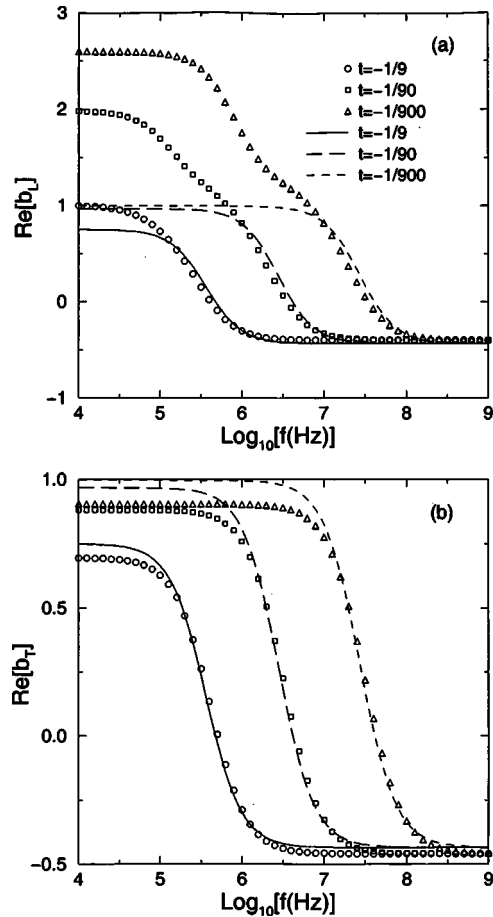 (a)
3
2
1
0
−1
Re[b_L]
t=−1/9
t=−1/90
t=−1/900
t=−1/9
t=−1/90
t=−1/900
4 5 6 7 8 9
Log₁₀[f(Hz)]
(b)
1.0
0.5
0.0
−0.5
Re[b_T]
4 5 6 7 8 9
Log₁₀[f(Hz)]